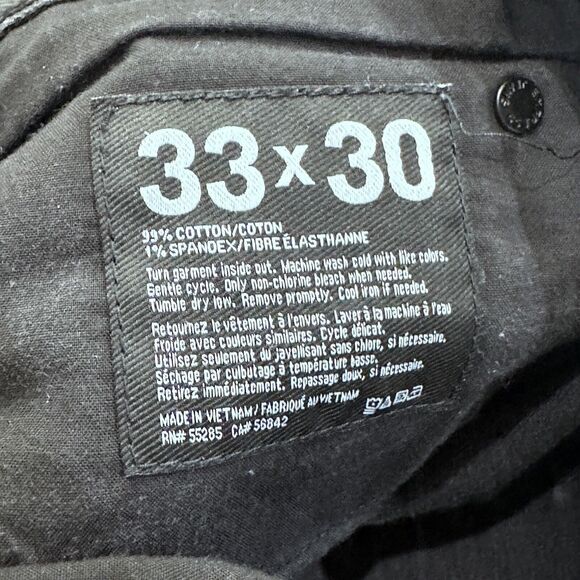 33 x 30
99% COTTON/COTON
1% SPANDEX/FIBRE ÉLASTHANNE
Turn garment inside out. Machine wash cold with like colors.
Gentle cycle. Only non-chlorine bleach when needed.
Tumble dry low. Remove promptly. Cool iron if needed.
Retournez le vêtement à l'envers. Laver à la machine à l'eau
froide avec couleurs similaires. Cycle délicat.
Utilisez seulement du javellisant sans chlore, si nécessaire.
Séchage par culbutage à température basse.
Retirez immédiatement. Repassage doux, si nécessaire.
MADE IN VIETNAM / FABRIQUÉ AU VIETNAM
RN# 55285 CA# 56842